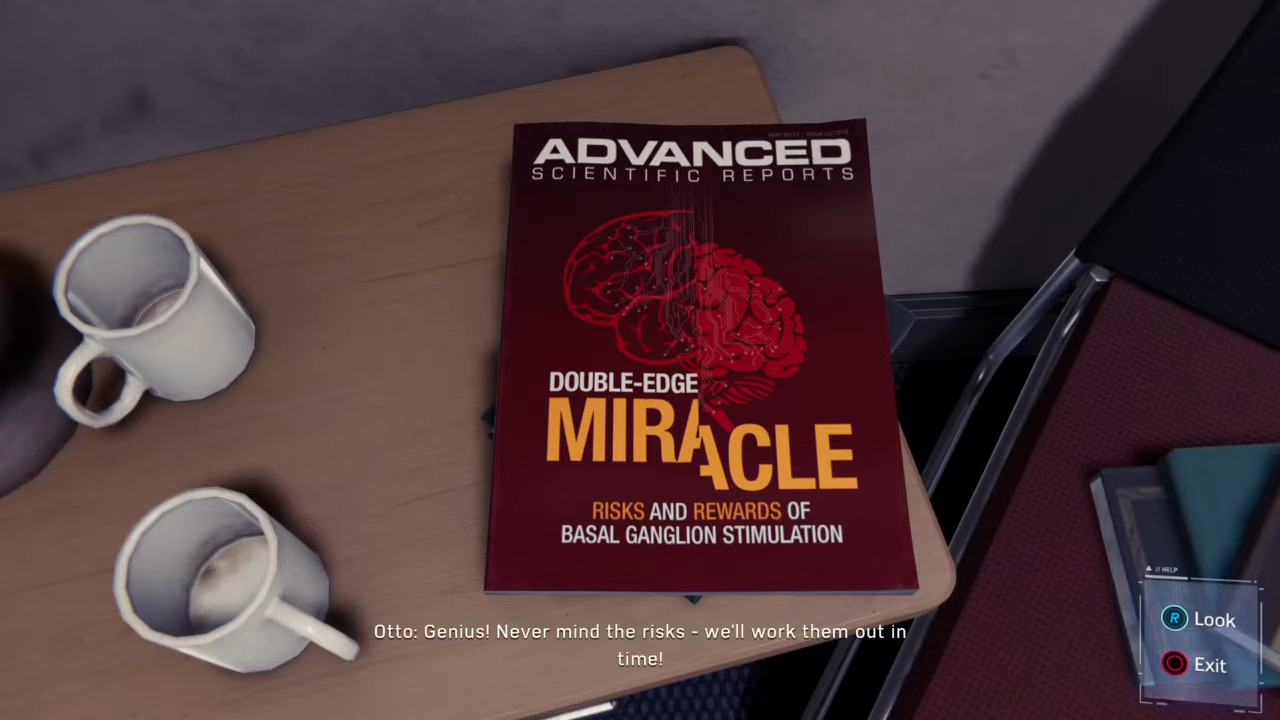 ADVANCED
SCIENTIFIC REPORTS
DOUBLE-EDGE
MIRACLE
RISKS AND REWARDS OF
BASAL GANGLION STIMULATION
Otto: Genius! Never mind the risks - we'll work them out in
time!
// HELP
R Look
Exit